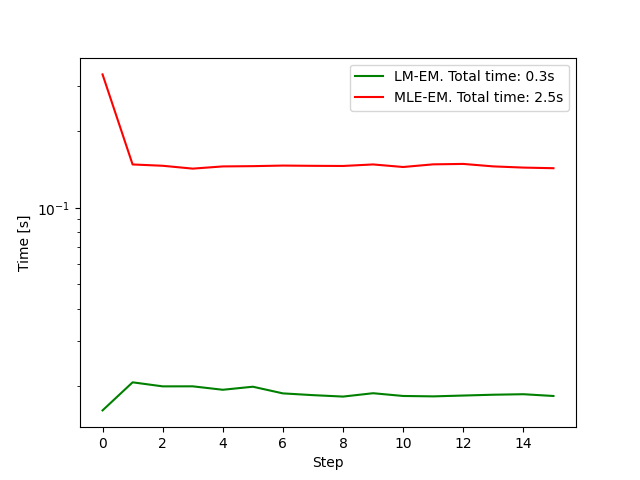 LM-EM. Total time: 0.3s
MLE-EM. Total time: 2.5s
Time [s]
10⁻¹
0 2 4 6 8 10 12 14
Step